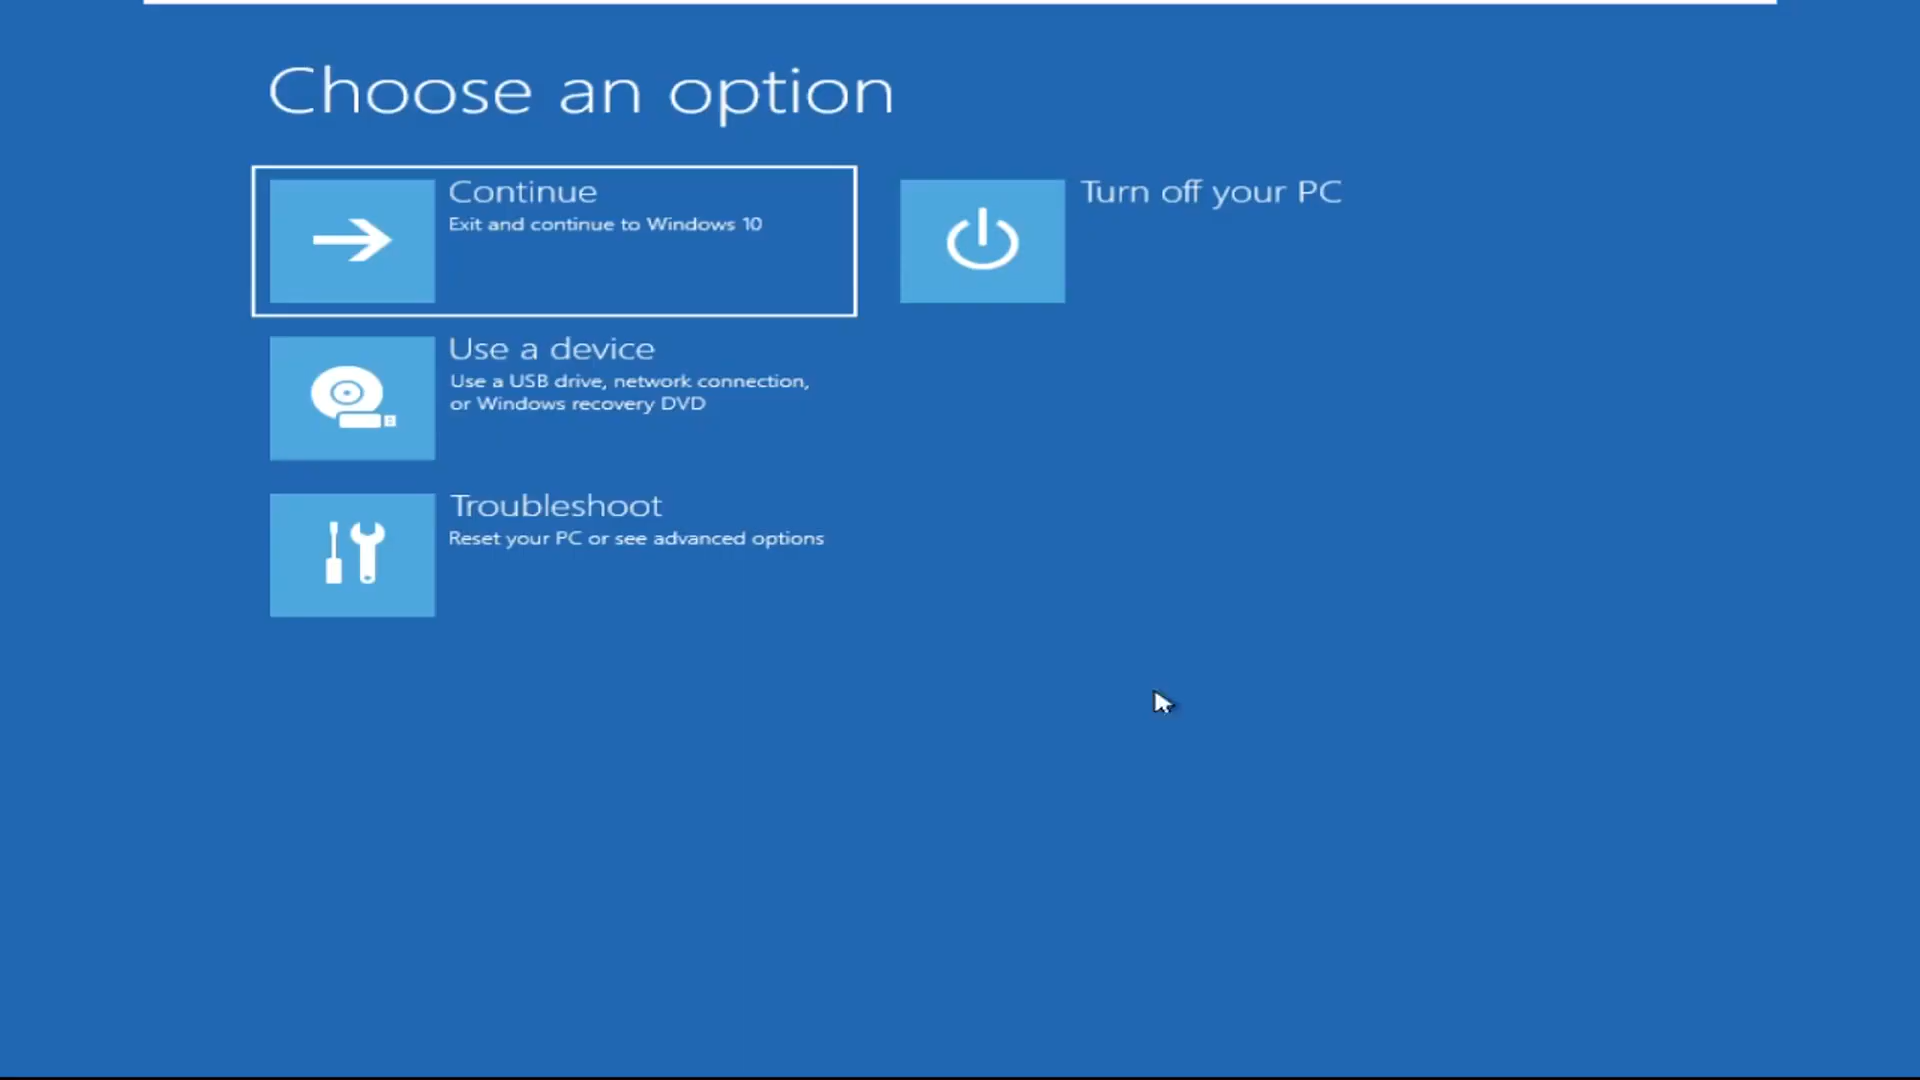 Choose an option
Continue
Exit and continue to Windows 10
Turn off your PC
Use a device
Use a USB drive, network connection,
or Windows recovery DVD
Troubleshoot
Reset your PC or see advanced options